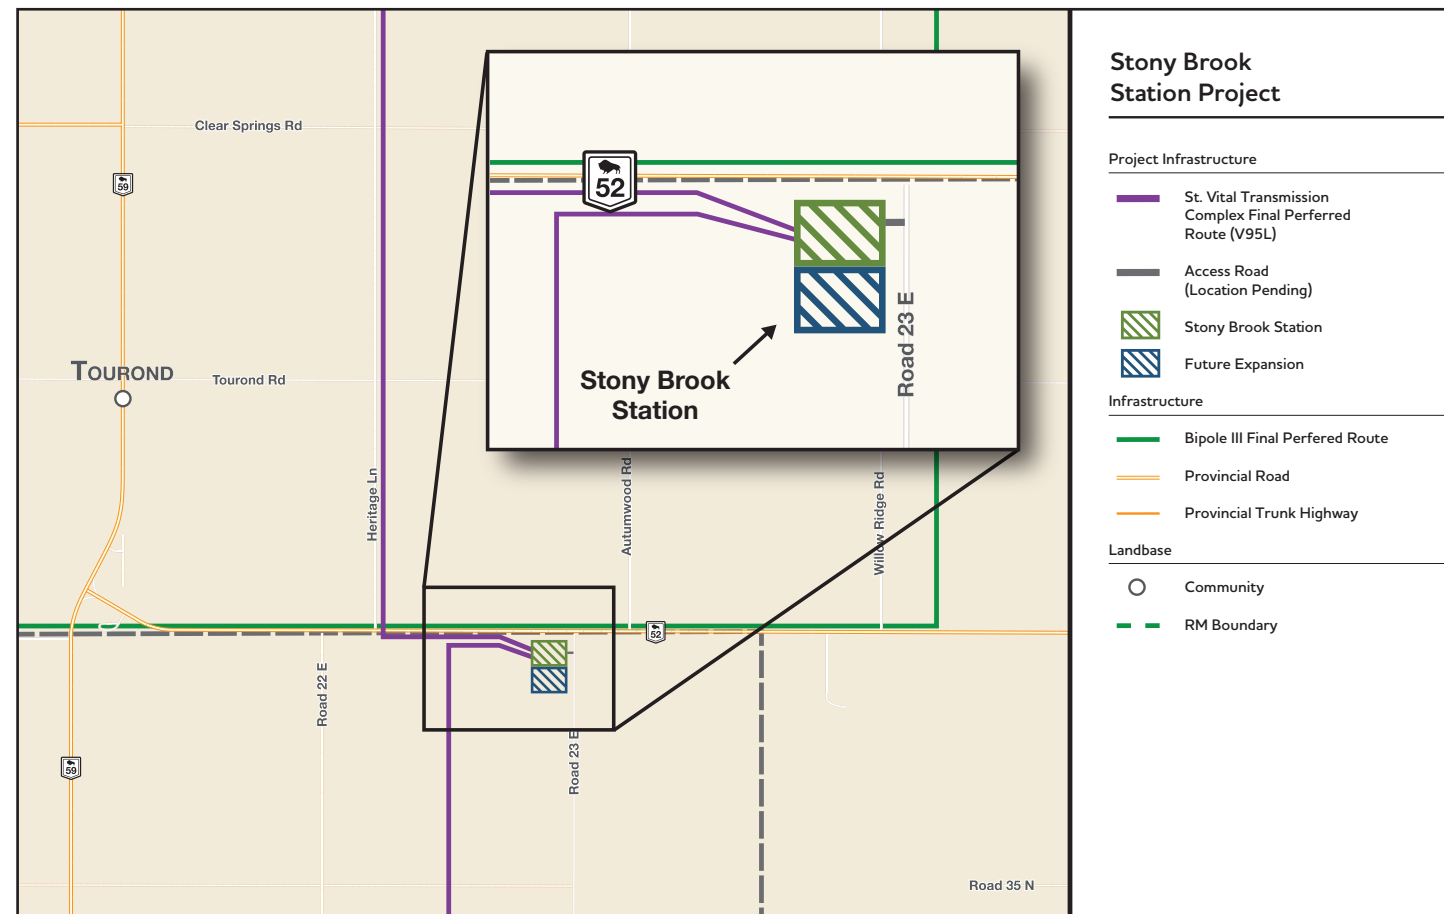 Clear Springs Rd
59
52
TOUROND
Tourond Rd
Stony Brook
Station
Road 23 E
Heritage Ln
Autumwood Rd
Willow Ridge Rd
52
Road 22 E
Road 23 E
59
Road 35 N
Stony Brook
Station Project
Project Infrastructure
St. Vital Transmission
Complex Final Perferred
Route (V95L)
Access Road
(Location Pending)
Stony Brook Station
Future Expansion
Infrastructure
Bipole III Final Perfered Route
Provincial Road
Provincial Trunk Highway
Landbase
Community
RM Boundary